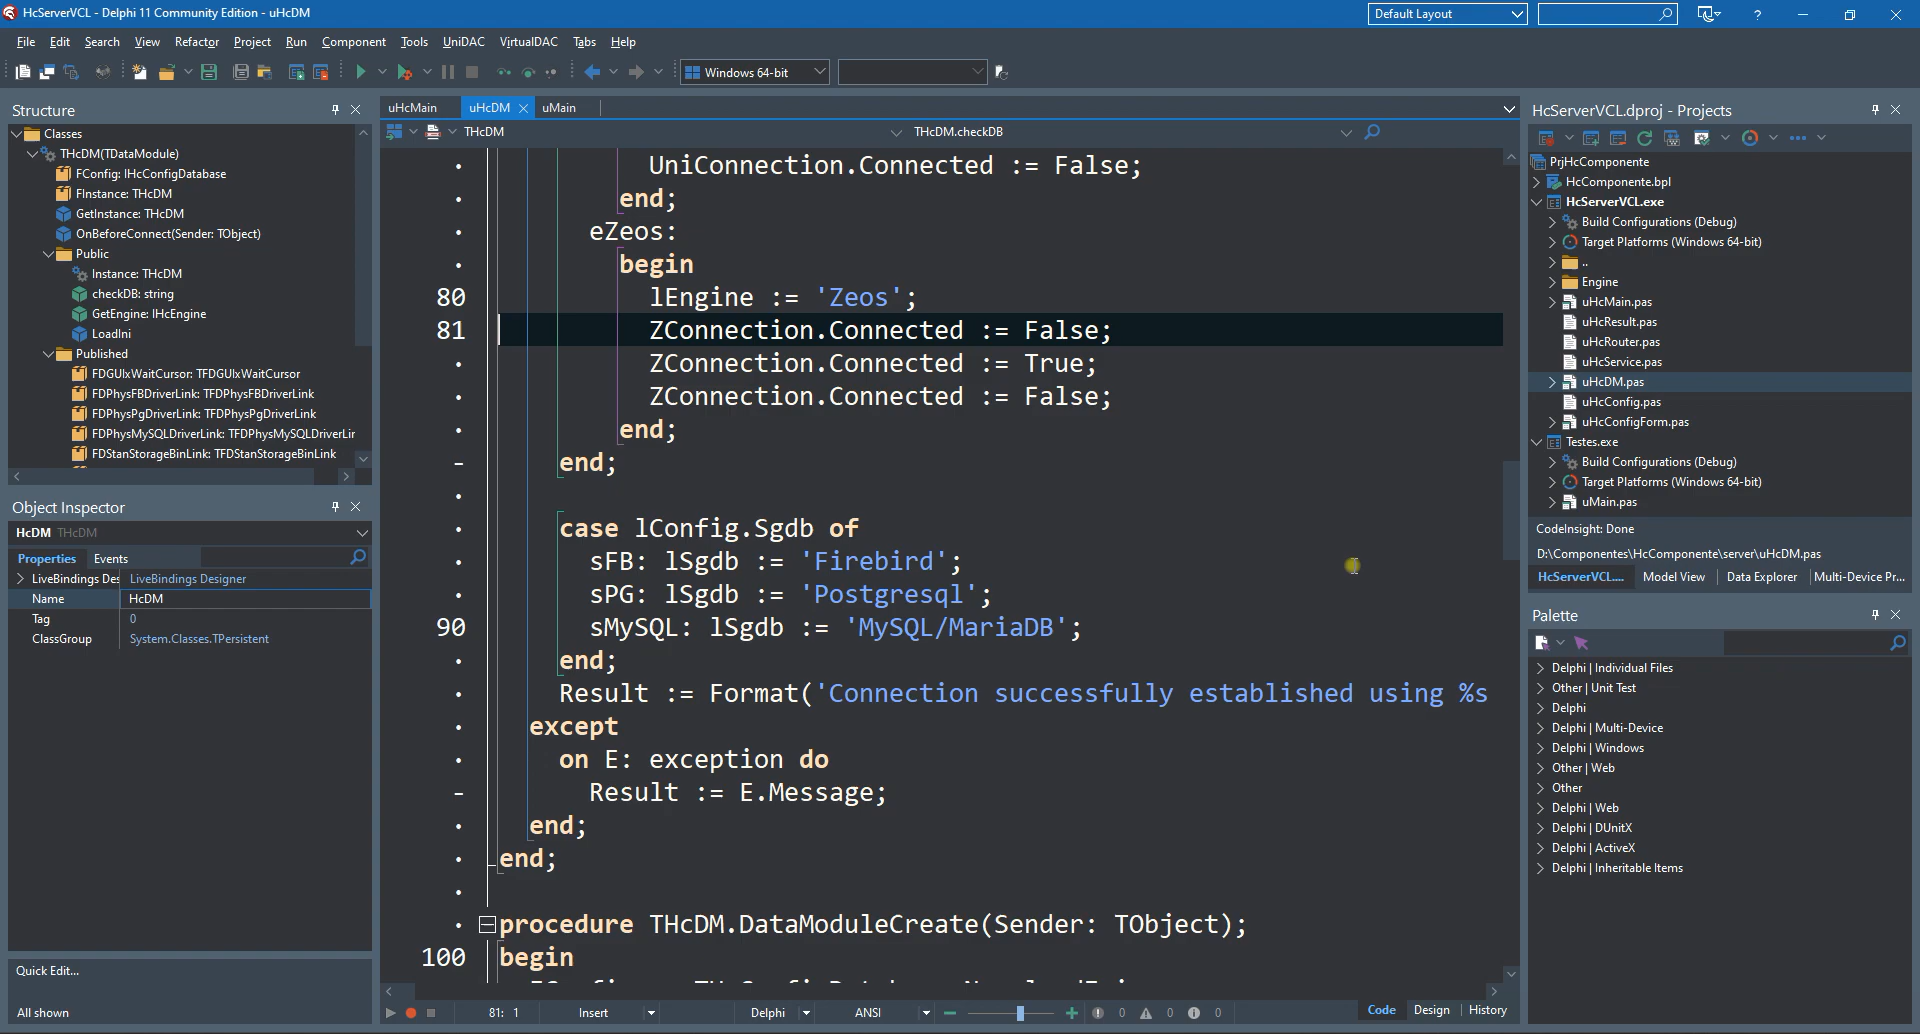 HcServerVCL - Delphi 11 Community Edition - uHcDM
Default Layout
?
File Edit Search View Refactor Project Run Component Tools UniDAC VirtualDAC Tabs Help
Windows 64-bit
Structure
Classes
THcDM(TDataModule)
FConfig: IHcConfigDatabase
FInstance: THcDM
GetInstance: THcDM
OnBeforeConnect(Sender: TObject)
Public
Instance: THcDM
checkDB: string
GetEngine: IHcEngine
LoadIni
Published
FDGUIxWaitCursor: TFDGUIxWaitCursor
FDPhysFBDriverLink: TFDPhysFBDriverLink
FDPhysPgDriverLink: TFDPhysPgDriverLink
FDPhysMySQLDriverLink: TFDPhysMySQLDriverLir
FDStanStorageBinLink: TFDStanStorageBinLink
Object Inspector
HcDM THcDM
Properties Events
LiveBindings Des LiveBindings Designer
Name HcDM
Tag 0
ClassGroup System.Classes.TPersistent
Quick Edit...
All shown
uHcMain uHcDM uMain
THcDM THcDM.checkDB
UniConnection.Connected := False;
end;
eZeos:
begin
80 lEngine := 'Zeos';
81 ZConnection.Connected := False;
ZConnection.Connected := True;
ZConnection.Connected := False;
end;
end;
case lConfig.Sgdb of
sFB: lSgdb := 'Firebird';
sPG: lSgdb := 'Postgresql';
90 sMySQL: lSgdb := 'MySQL/MariaDB';
end;
Result := Format('Connection successfully established using %s
except
on E: exception do
Result := E.Message;
end;
end;
procedure THcDM.DataModuleCreate(Sender: TObject);
100 begin
81: 1 Insert Delphi ANSI 0 0 0
Code Design History
HcServerVCL.dproj - Projects
PrjHcComponente
HcComponente.bpl
HcServerVCL.exe
Build Configurations (Debug)
Target Platforms (Windows 64-bit)
..
Engine
uHcMain.pas
uHcResult.pas
uHcRouter.pas
uHcService.pas
uHcDM.pas
uHcConfig.pas
uHcConfigForm.pas
Testes.exe
Build Configurations (Debug)
Target Platforms (Windows 64-bit)
uMain.pas
CodeInsight: Done
D:\Componentes\HcComponente\server\uHcDM.pas
HcServerVCL.... Model View Data Explorer Multi-Device Pr...
Palette
Delphi | Individual Files
Other | Unit Test
Delphi
Delphi | Multi-Device
Delphi | Windows
Other | Web
Other
Delphi | Web
Delphi | DUnitX
Delphi | ActiveX
Delphi | Inheritable Items